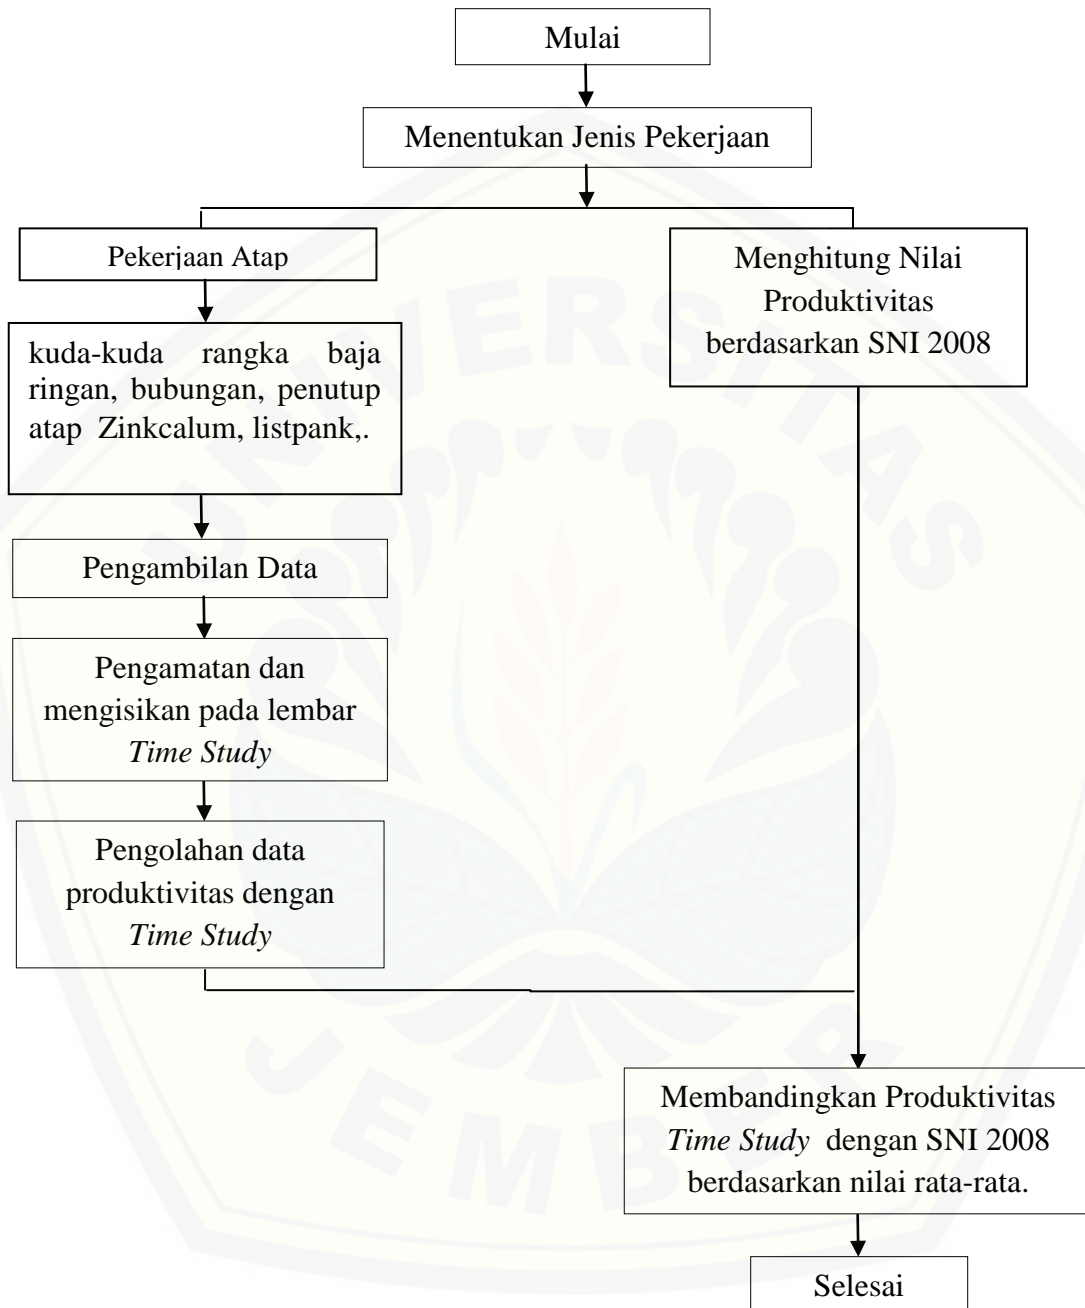 Mulai
Menentukan Jenis Pekerjaan
Pekerjaan Atap
kuda-kuda rangka baja
ringan, bubungan, penutup
atap Zinkcalum, listpank,.
Pengambilan Data
Pengamatan dan
mengisikan pada lembar
Time Study
Pengolahan data
produktivitas dengan
Time Study
Menghitung Nilai
Produktivitas
berdasarkan SNI 2008
Membandingkan Produktivitas
Time Study dengan SNI 2008
berdasarkan nilai rata-rata.
Selesai
UNIVERSITAS
JEMBER